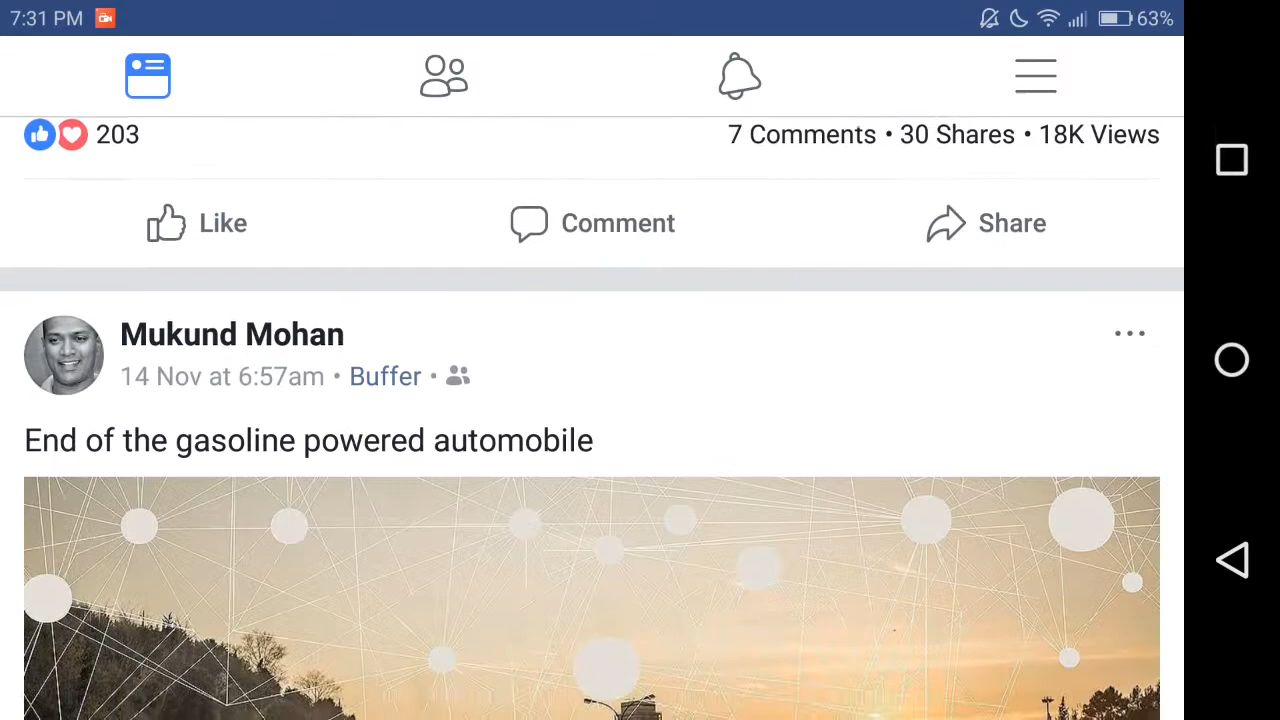 7:31 PM 63%
203 7 Comments • 30 Shares • 18K Views
Like Comment Share
Mukund Mohan
14 Nov at 6:57am • Buffer •
End of the gasoline powered automobile